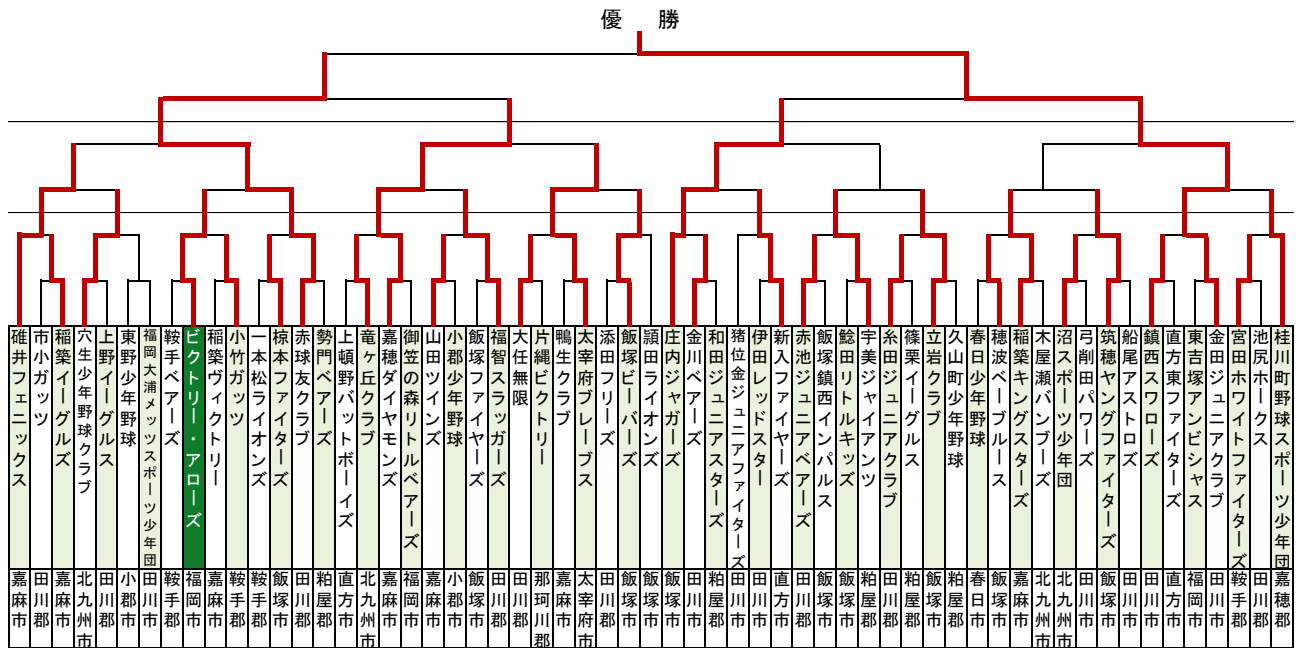 優　勝
碓井フェニックス
市小ガッツ
稲築イーグルズ
穴生少年野球クラブ
上野イーグルス
東野少年野球
福岡大浦メッツスポーツ少年団
鞍手ベアーズ
ビクトリー・アローズ
稲築ヴィクトリー
小竹ガッツ
一本松ライオンズ
椋本ファイターズ
赤球友クラブ
勢門ベアーズ
上頓野バットボーイズ
竜ヶ丘クラブ
嘉穂ダイヤモンズ
御笠の森リトルベアーズ
山田ツインズ
小郡少年野球
飯塚ファイヤーズ
福智スラッガーズ
大任無限
片縄ビクトリー
鴨生クラブ
太宰府ブレーブス
添田フリーズ
飯塚ビーバーズ
頴田ライオンズ
庄内ジャガーズ
金川ベアーズ
和田ジュニアスターズ
猪位金ジュニアファイターズ
伊田レッドスター
新入ファイヤーズ
赤池ジュニアベアーズ
飯塚鎮西インパルス
鯰田リトルキッズ
宇美ジャイアンツ
糸田ジュニアクラブ
篠栗イーグルス
立岩クラブ
久山町少年野球
春日少年野球
穂波ベーブルース
稲築キングスターズ
木屋瀬バンブーズ
沼スポーツ少年団
弓削田パワーズ
筑穂ヤングファイターズ
船尾アストロズ
鎮西スワローズ
直方東ファイターズ
東吉塚アンビシャス
金田ジュニアクラブ
宮田ホワイトファイターズ
池尻ホークス
桂川町野球スポーツ少年団
嘉麻市
田川郡
嘉麻市
北九州市
田川郡
小郡市
田川市
鞍手郡
福岡市
嘉麻市
鞍手郡
鞍手郡
飯塚市
田川郡
粕屋郡
直方市
北九州市
嘉麻市
福岡市
嘉麻市
小郡市
飯塚市
田川郡
田川郡
那珂川郡
嘉麻市
太宰府市
田川郡
飯塚市
飯塚市
飯塚市
田川市
粕屋郡
田川市
田川市
直方市
田川郡
飯塚市
飯塚市
粕屋郡
田川郡
粕屋郡
飯塚市
粕屋郡
春日市
飯塚市
嘉麻市
北九州市
北九州市
田川市
飯塚市
田川市
田川市
直方市
福岡市
田川市
鞍手郡
田川郡
嘉穂郡